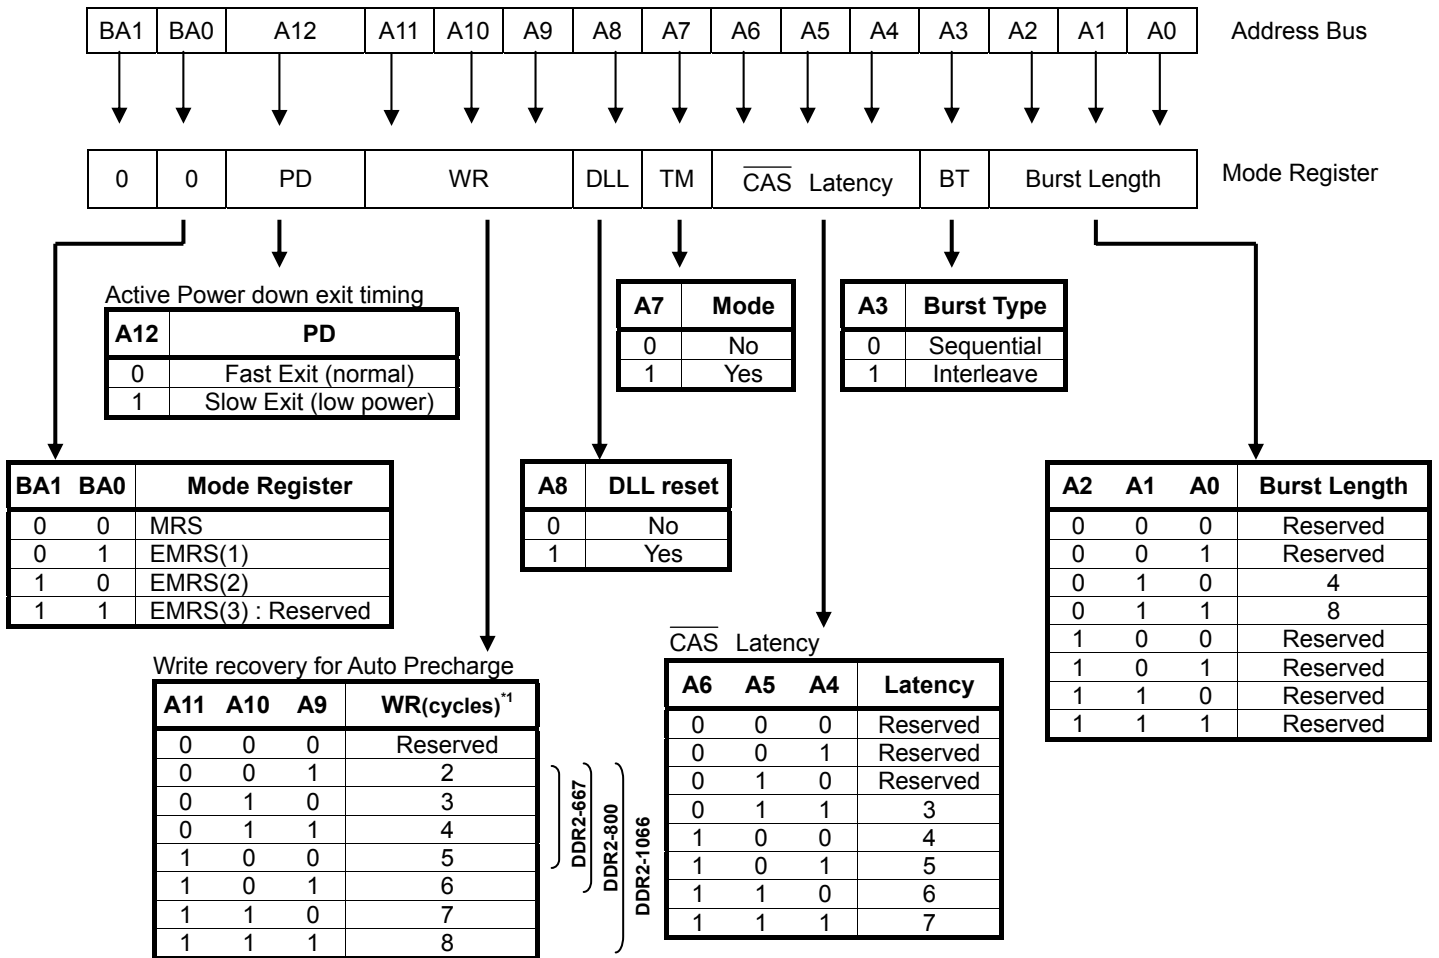 BA1 BA0 A12 A11 A10 A9 A8 A7 A6 A5 A4 A3 A2 A1 A0 Address Bus
0 0 PD WR DLL TM CAS Latency BT Burst Length Mode Register
Active Power down exit timing
A12 PD
0 Fast Exit (normal)
1 Slow Exit (low power)
A7 Mode
0 No
1 Yes
A3 Burst Type
0 Sequential
1 Interleave
BA1 BA0 Mode Register
0 0 MRS
0 1 EMRS(1)
1 0 EMRS(2)
1 1 EMRS(3) : Reserved
A8 DLL reset
0 No
1 Yes
A2 A1 A0 Burst Length
0 0 0 Reserved
0 0 1 Reserved
0 1 0 4
0 1 1 8
1 0 0 Reserved
1 0 1 Reserved
1 1 0 Reserved
1 1 1 Reserved
Write recovery for Auto Precharge
A11 A10 A9 WR(cycles)*1
0 0 0 Reserved
0 0 1 2
0 1 0 3
0 1 1 4
1 0 0 5
1 0 1 6
1 1 0 7
1 1 1 8
DDR2-667
DDR2-800
DDR2-1066
CAS Latency
A6 A5 A4 Latency
0 0 0 Reserved
0 0 1 Reserved
0 1 0 Reserved
0 1 1 3
1 0 0 4
1 0 1 5
1 1 0 6
1 1 1 7